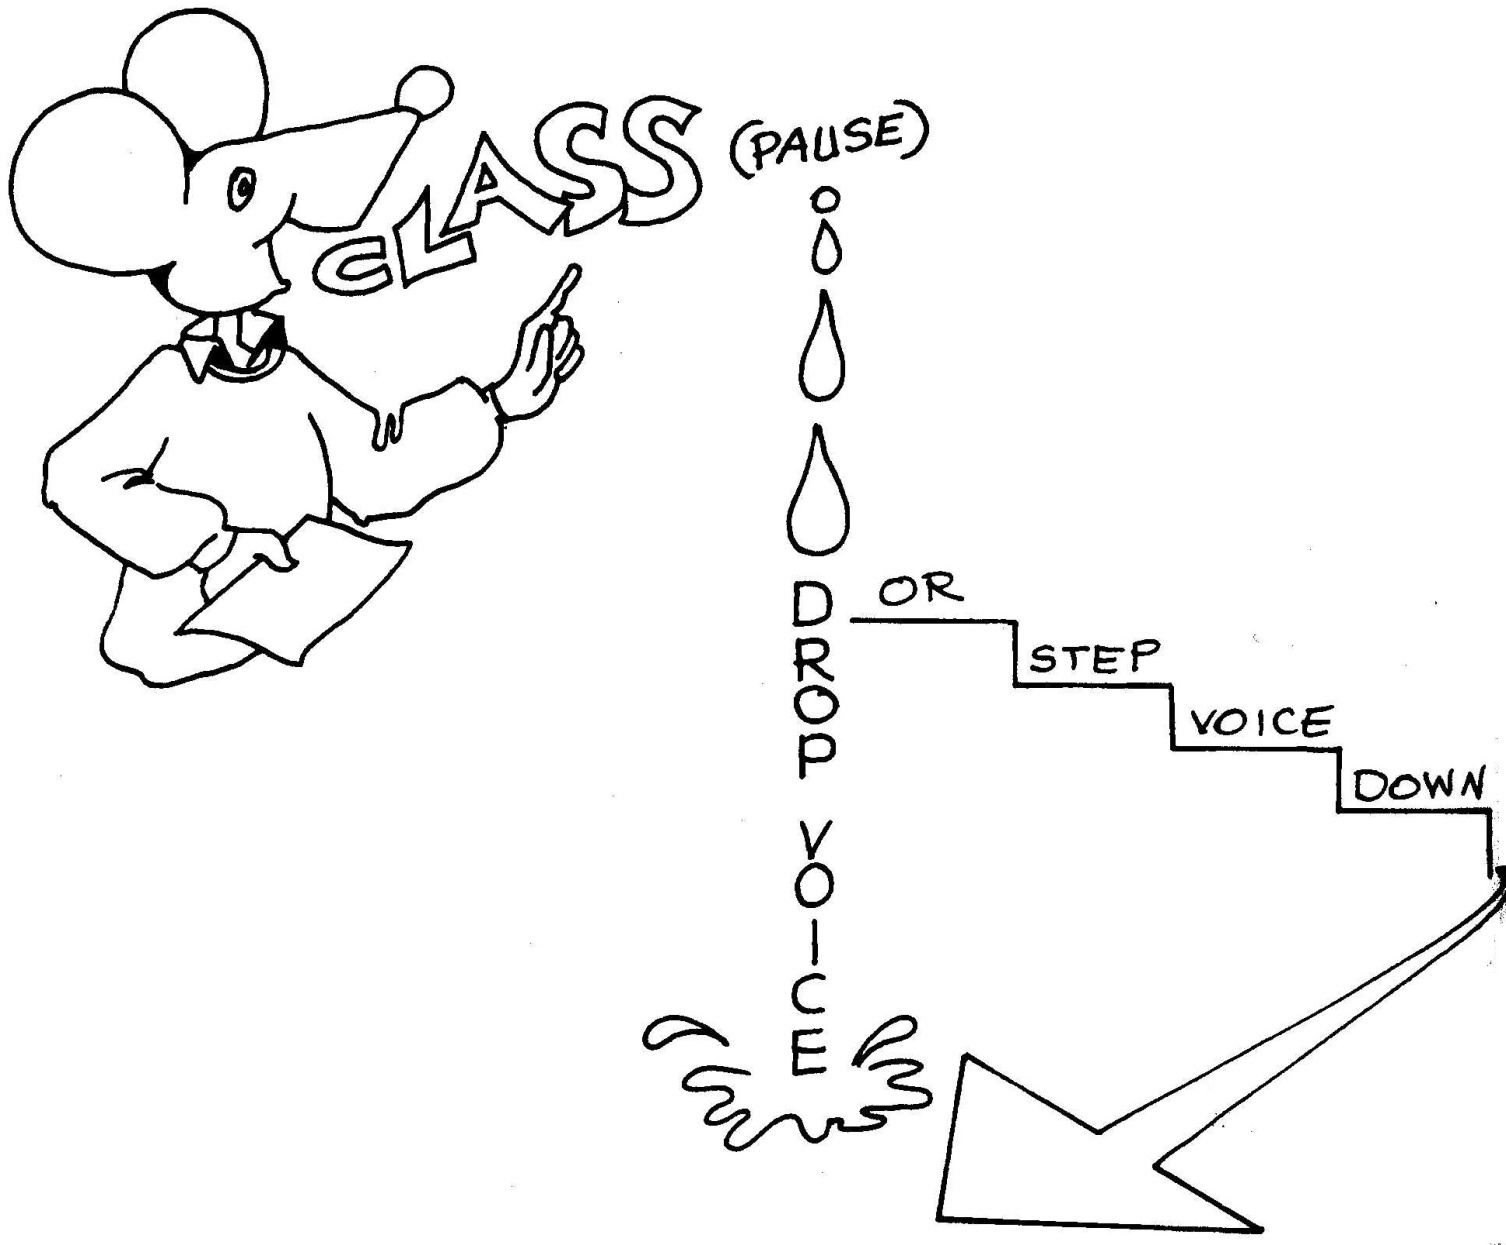 CLASS (PAUSE)
DROP VOICE
OR
STEP
VOICE
DOWN